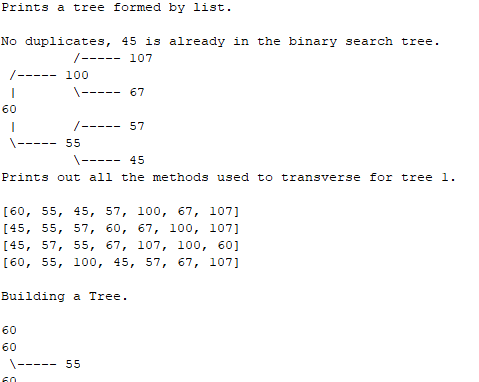 Prints a tree formed by list.

No duplicates, 45 is already in the binary search tree.
          /----- 107
 /----- 100
 |        \----- 67
60
 |        /----- 57
 \----- 55
          \----- 45
Prints out all the methods used to transverse for tree 1.

[60, 55, 45, 57, 100, 67, 107]
[45, 55, 57, 60, 67, 100, 107]
[45, 57, 55, 67, 107, 100, 60]
[60, 55, 100, 45, 57, 67, 107]

Building a Tree.

60
60
 \----- 55
60